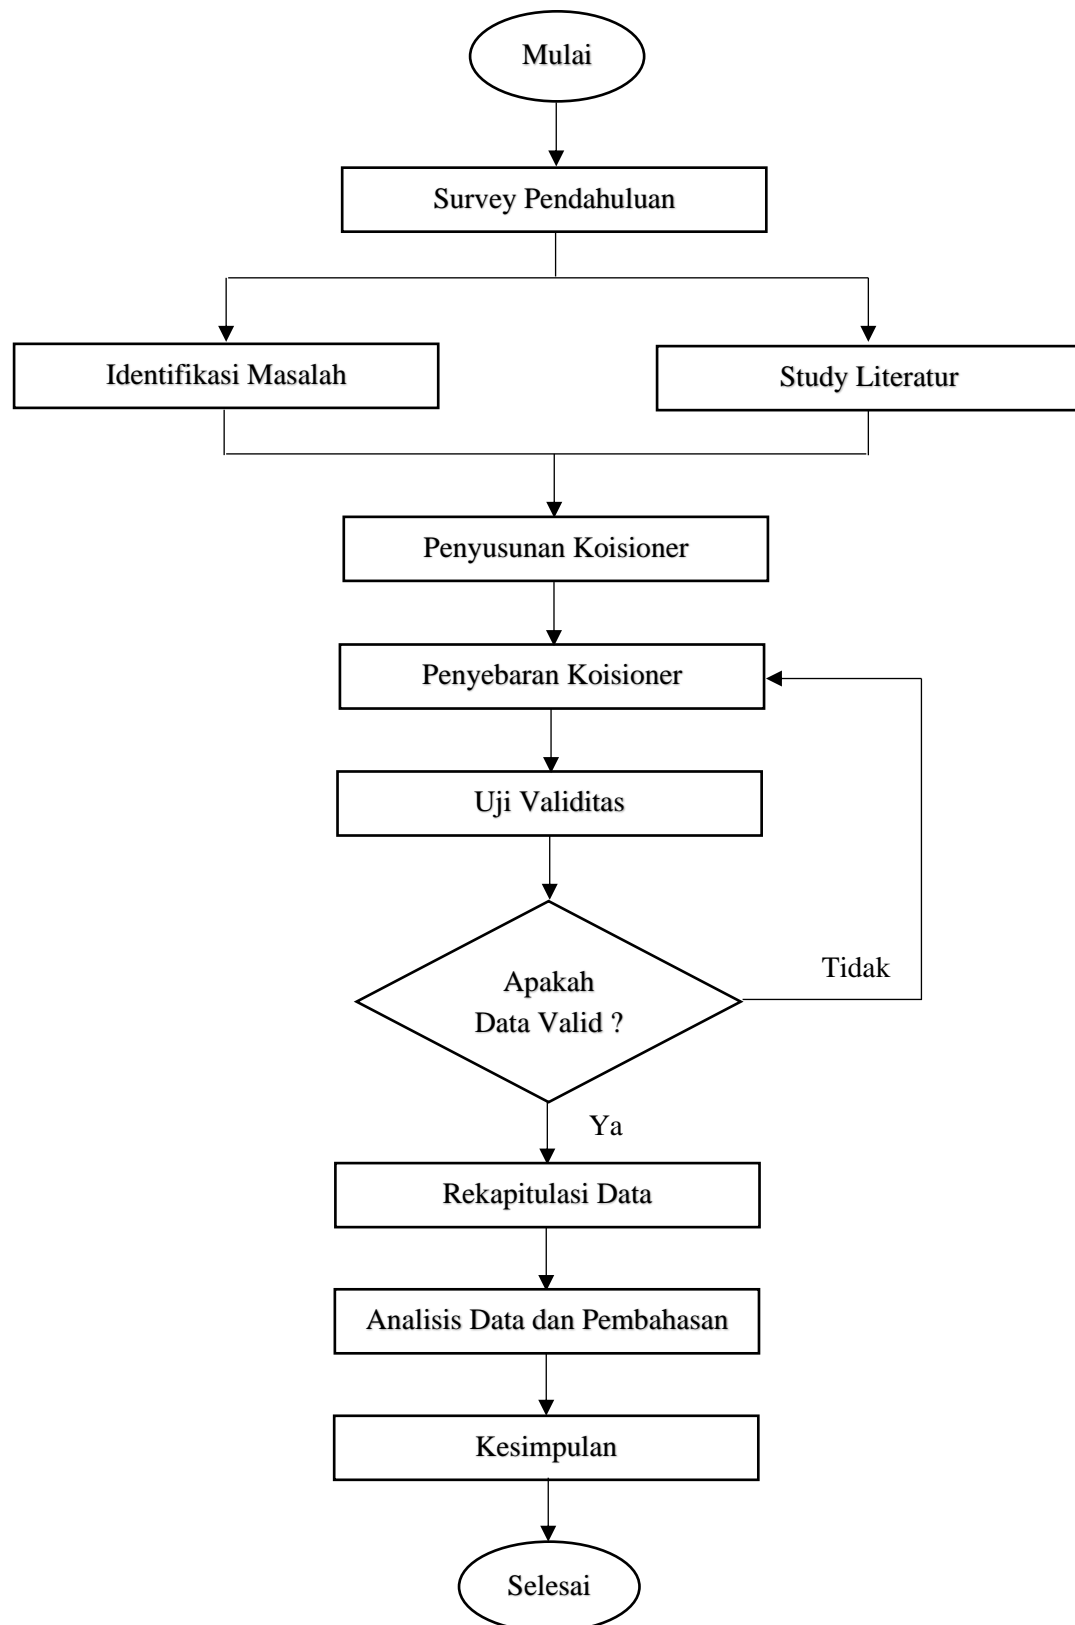 Mulai
Survey Pendahuluan
Identifikasi Masalah
Study Literatur
Penyusunan Koisioner
Penyebaran Koisioner
Uji Validitas
Apakah
Data Valid ?
Tidak
Ya
Rekapitulasi Data
Analisis Data dan Pembahasan
Kesimpulan
Selesai